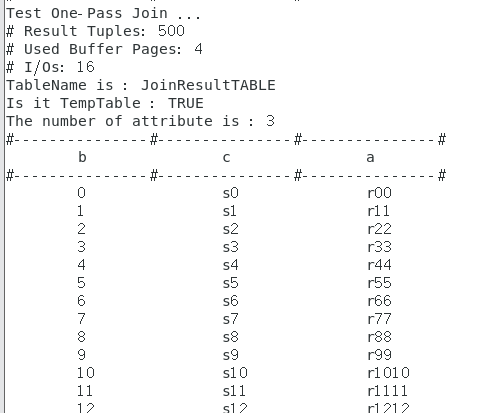 Test One-Pass Join ...
# Result Tuples: 500
# Used Buffer Pages: 4
# I/Os: 16
TableName is : JoinResultTABLE
Is it TempTable : TRUE
The number of attribute is : 3
#---------------#---------------#---------------#
b c a
#---------------#---------------#---------------#
0 s0 r00
1 s1 r11
2 s2 r22
3 s3 r33
4 s4 r44
5 s5 r55
6 s6 r66
7 s7 r77
8 s8 r88
9 s9 r99
10 s10 r1010
11 s11 r1111
12 s12 r1212